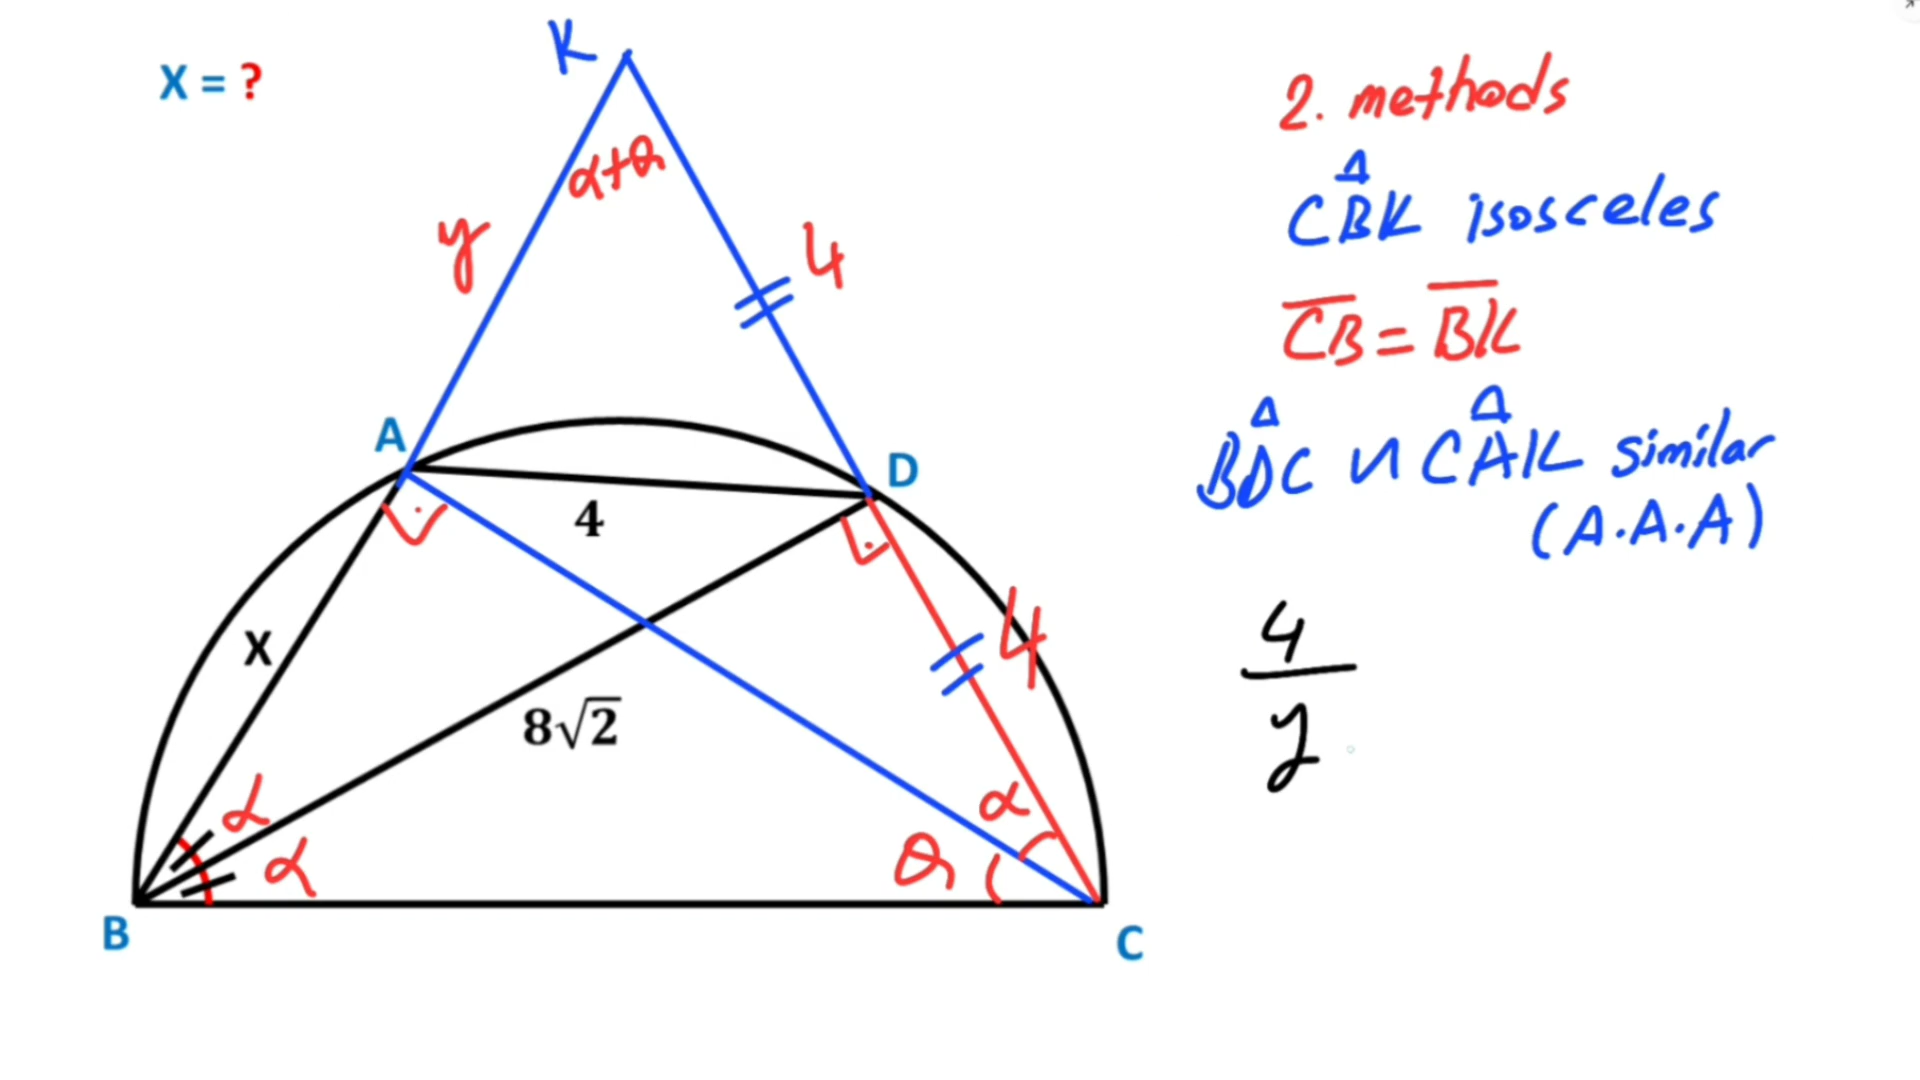 X = ?
K
2. methods
α+θ
CBK isosceles
y
4
CB = BK
A
D
BDC ∾ CAK similar
(A.A.A)
4
4
4
y
X
8√2
α
α
α
θ
B
C